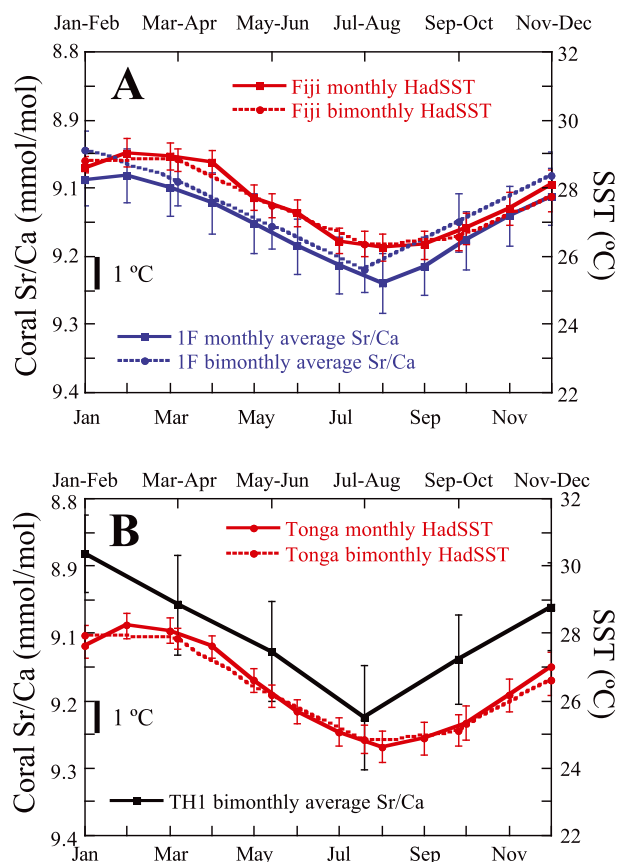 Jan-Feb Mar-Apr May-Jun Jul-Aug Sep-Oct Nov-Dec
8.8 32
A
Fiji monthly HadSST
Fiji bimonthly HadSST
8.9 30
9.1 28
Coral Sr/Ca (mmol/mol)
SST (ºC)
9.2 26
1 ºC
9.3 24
1F monthly average Sr/Ca
1F bimonthly average Sr/Ca
9.4 22
Jan Mar May Jul Sep Nov
Jan-Feb Mar-Apr May-Jun Jul-Aug Sep-Oct Nov-Dec
8.8 32
B
Tonga monthly HadSST
Tonga bimonthly HadSST
8.9 30
9.1 28
Coral Sr/Ca (mmol/mol)
SST (ºC)
9.2 26
1 ºC
9.3 24
TH1 bimonthly average Sr/Ca
9.4 22
Jan Mar May Jul Sep Nov